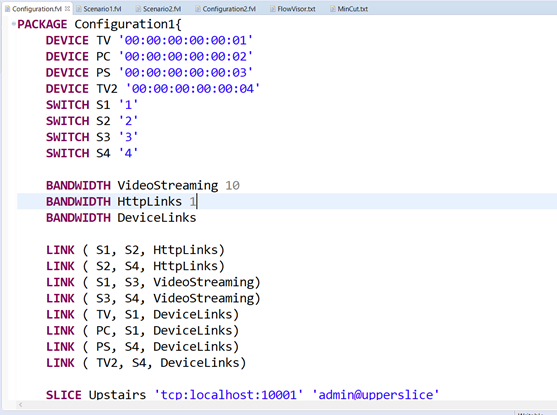 Configuration.fvl Scenario1.fvl Scenario2.fvl Configuration2.fvl FlowVisor.txt MinCut.txt
PACKAGE Configuration1{
DEVICE TV '00:00:00:00:00:01'
DEVICE PC '00:00:00:00:00:02'
DEVICE PS '00:00:00:00:00:03'
DEVICE TV2 '00:00:00:00:00:04'
SWITCH S1 '1'
SWITCH S2 '2'
SWITCH S3 '3'
SWITCH S4 '4'
BANDWIDTH VideoStreaming 10
BANDWIDTH HttpLinks 1
BANDWIDTH DeviceLinks
LINK ( S1, S2, HttpLinks)
LINK ( S2, S4, HttpLinks)
LINK ( S1, S3, VideoStreaming)
LINK ( S3, S4, VideoStreaming)
LINK ( TV, S1, DeviceLinks)
LINK ( PC, S1, DeviceLinks)
LINK ( PS, S4, DeviceLinks)
LINK ( TV2, S4, DeviceLinks)
SLICE Upstairs 'tcp:localhost:10001' 'admin@upperslice'